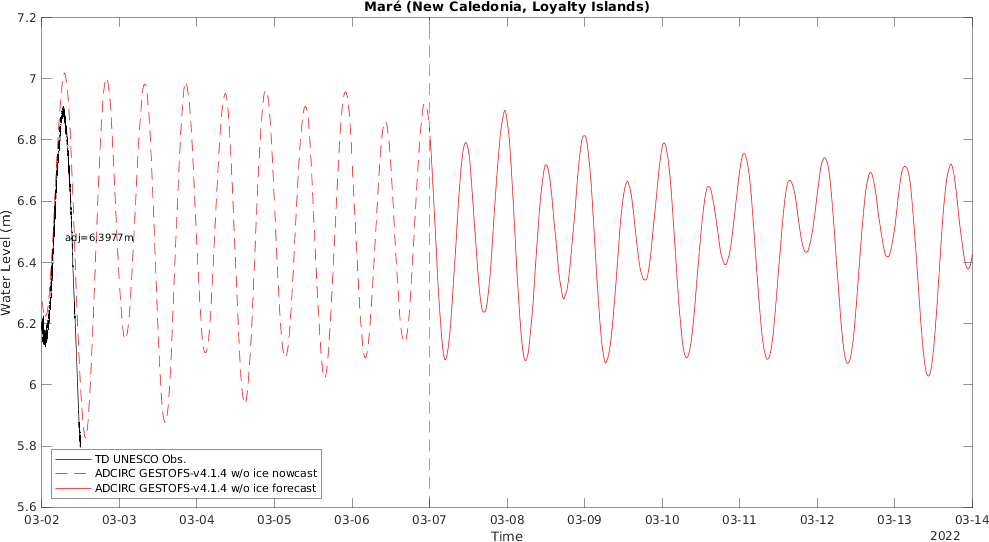 Maré (New Caledonia, Loyalty Islands)
7.2
7
6.8
6.6
6.4
6.2
6
5.8
5.6
Water Level (m)
adj=6.3977m
TD UNESCO Obs.
ADCIRC GESTOFS-v4.1.4 w/o ice nowcast
ADCIRC GESTOFS-v4.1.4 w/o ice forecast
03-02 03-03 03-04 03-05 03-06 03-07 03-08 03-09 03-10 03-11 03-12 03-13 03-14
Time
2022